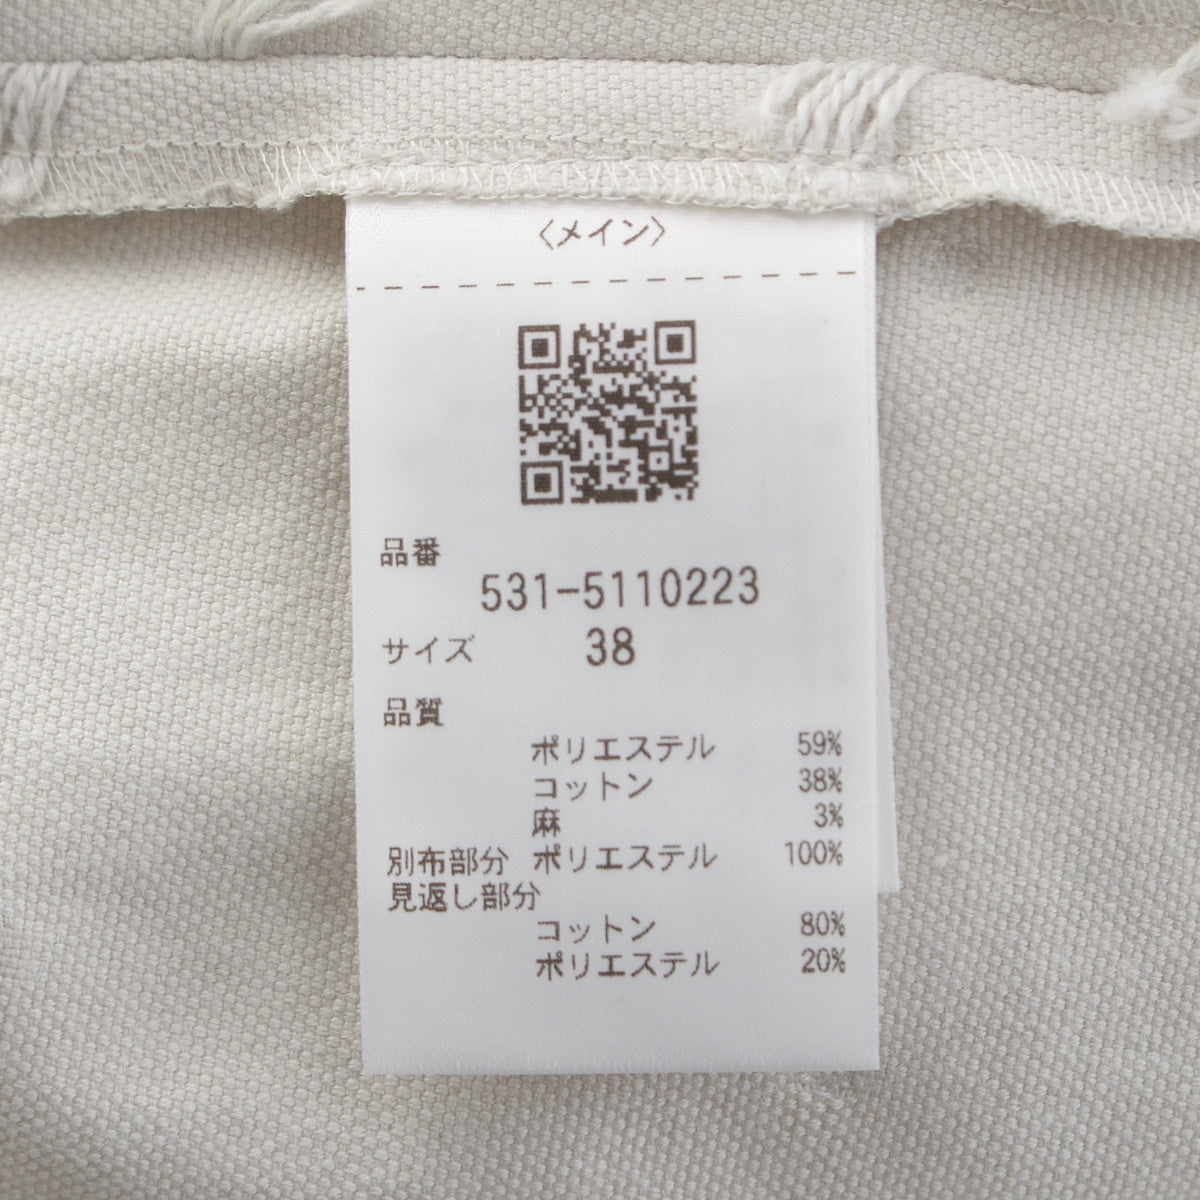 〈メイン〉
品番
531-5110223
サイズ 38
品質
ポリエステル 59%
コットン 38%
麻 3%
別布部分 ポリエステル 100%
見返し部分
コットン 80%
ポリエステル 20%